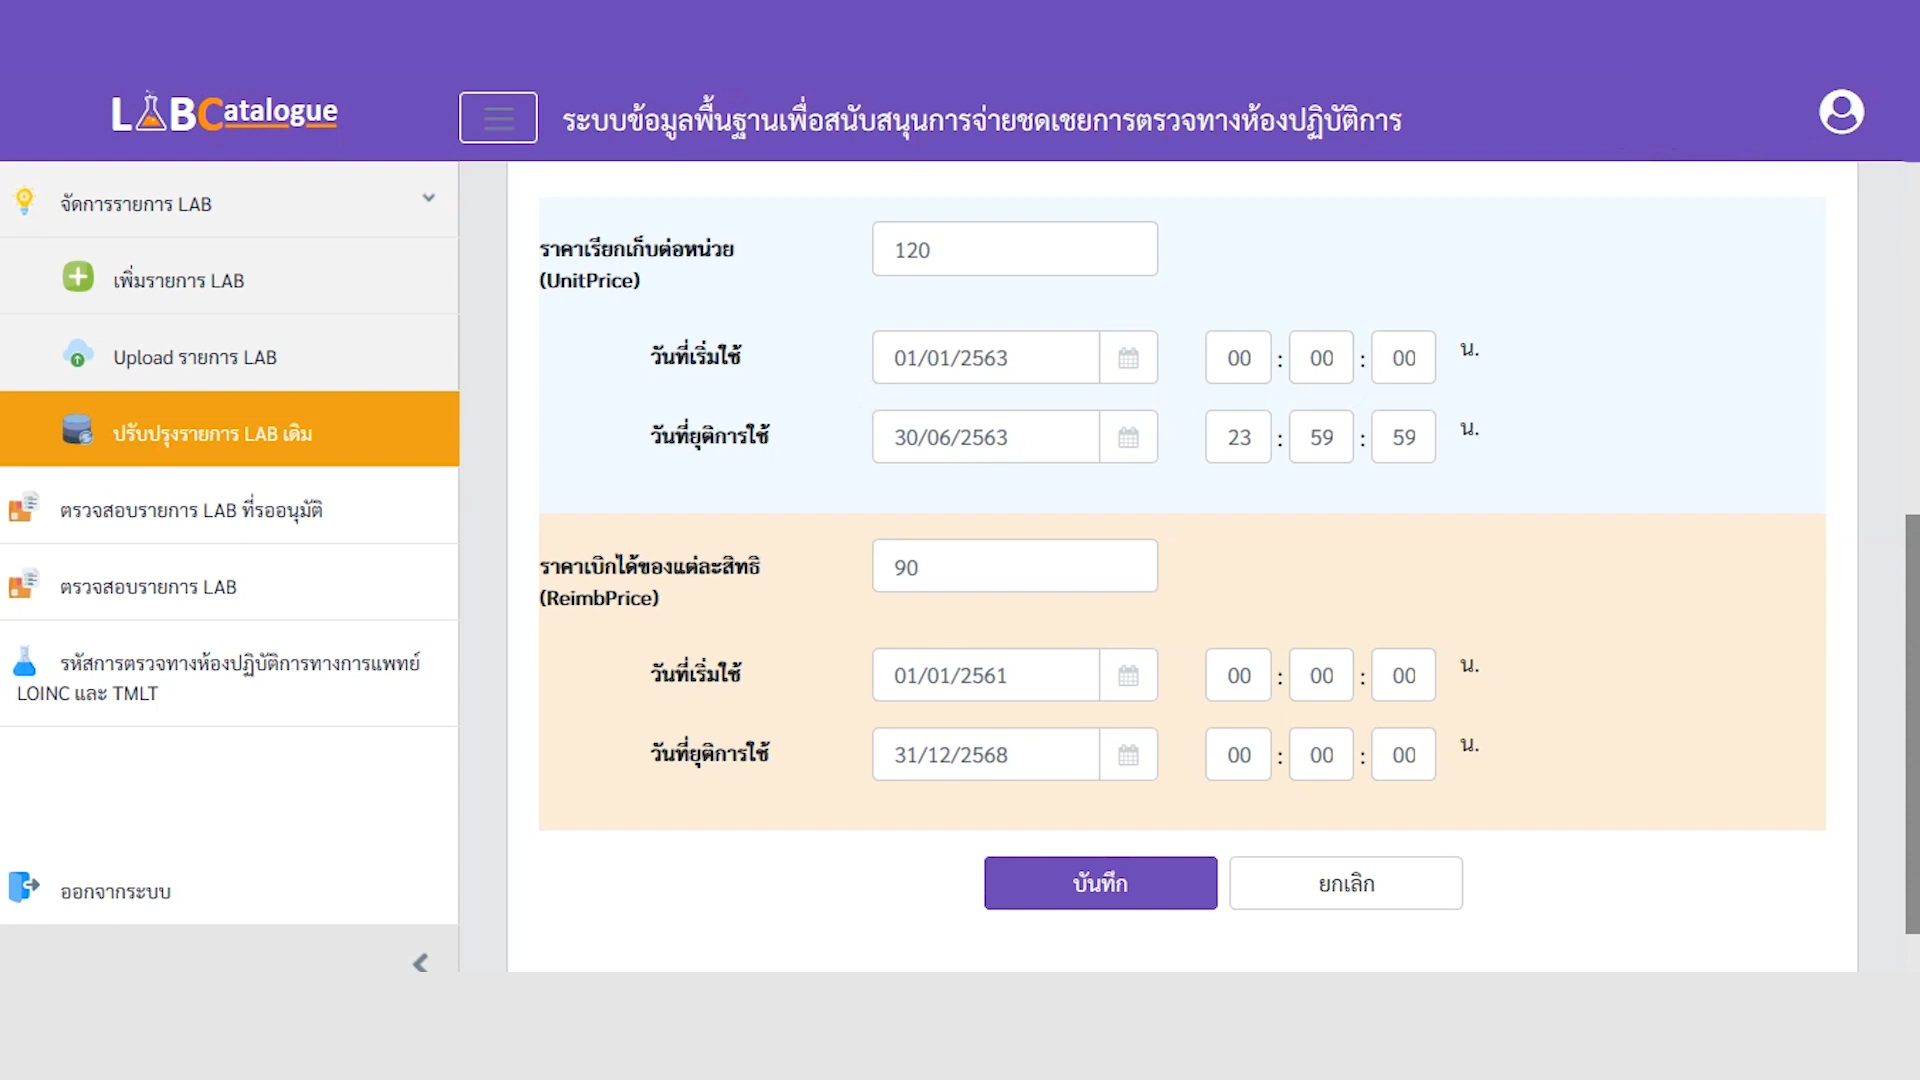 LABCatalogue
ระบบข้อมูลพื้นฐานเพื่อสนับสนุนการจ่ายชดเชยการตรวจทางห้องปฏิบัติการ
จัดการรายการ LAB
เพิ่มรายการ LAB
Upload รายการ LAB
ปรับปรุงรายการ LAB เดิม
ตรวจสอบรายการ LAB ที่รออนุมัติ
ตรวจสอบรายการ LAB
รหัสการตรวจทางห้องปฏิบัติการทางการแพทย์
LOINC และ TMLT
ออกจากระบบ
ราคาเรียกเก็บต่อหน่วย 120
(UnitPrice)
วันที่เริ่มใช้ 01/01/2563 00 : 00 : 00 น.
วันที่ยุติการใช้ 30/06/2563 23 : 59 : 59 น.
ราคาเบิกได้ของแต่ละสิทธิ 90
(ReimbPrice)
วันที่เริ่มใช้ 01/01/2561 00 : 00 : 00 น.
วันที่ยุติการใช้ 31/12/2568 00 : 00 : 00 น.
บันทึก ยกเลิก